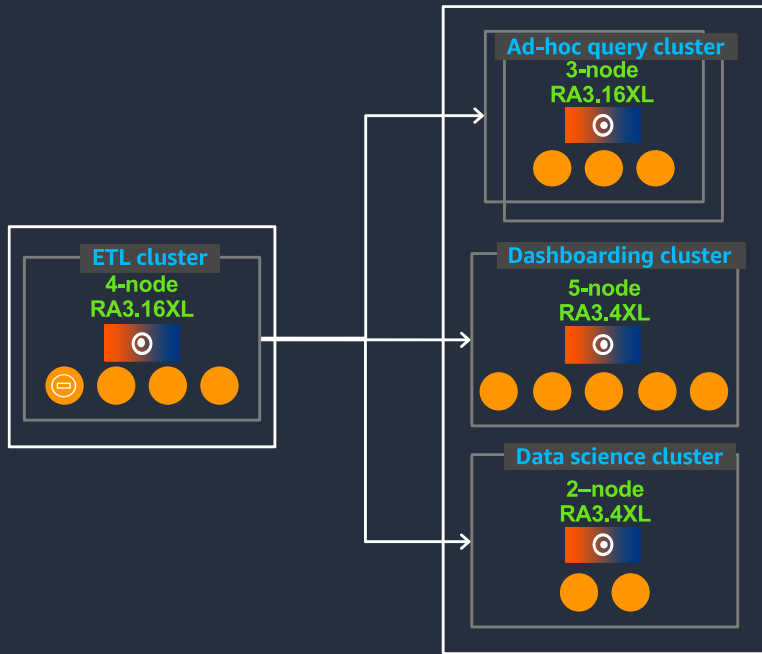 Ad-hoc query cluster
3-node
RA3.16XL
ETL cluster
4-node
RA3.16XL
Dashboarding cluster
5-node
RA3.4XL
Data science cluster
2–node
RA3.4XL